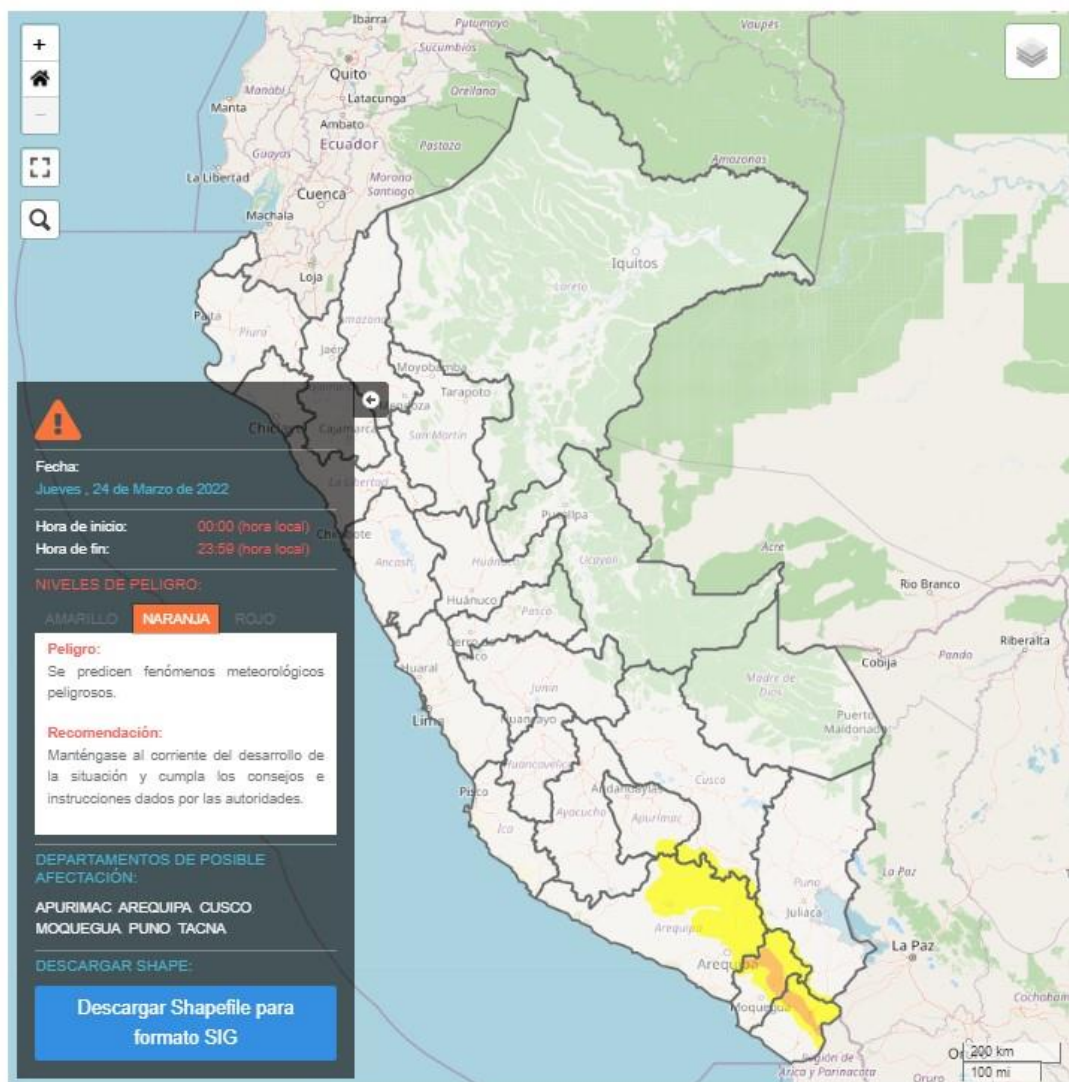 +
−
Ibarra
Putumayo
Vaupés
Sucumbíos
Quito
Manabí
Orellana
Manta
Latacunga
Ambato
Ecuador
Pastaza
Guayas
Amazonas
La Libertad
Morona
Santiago
Cuenca
Machala
Loja
Iquitos
Loreto
Paita
Piura
Amazonas
Jaén
Moyobamba
Tarapoto
Chiclayo
Cajamarca
San Martín
La Libertad
Chimbote
Pucallpa
Ucayali
Acre
Ancash
Huánuco
Huánuco
Pasco
Rio Branco
Riberalta
Cobija
Pando
Huaral
Junín
Madre de
Dios
Lima
Huancayo
Puerto
Maldonado
Huancavelica
Cusco
Pisco
Andahuaylas
Ayacucho
Apurímac
Ica
La Paz
Puno
Juliaca
Arequipa
La Paz
Arequipa
Moquegua
Cochabam
Región de
Arica y Parinacota
Oruro
200 km
100 mi
Fecha:
Jueves , 24 de Marzo de 2022
Hora de inicio: 00:00 (hora local)
Hora de fin: 23:59 (hora local)
NIVELES DE PELIGRO:
AMARILLO NARANJA ROJO
Peligro:
Se predicen fenómenos meteorológicos
peligrosos.
Recomendación:
Manténgase al corriente del desarrollo de
la situación y cumpla los consejos e
instrucciones dados por las autoridades.
DEPARTAMENTOS DE POSIBLE
AFECTACIÓN:
APURIMAC AREQUIPA CUSCO
MOQUEGUA PUNO TACNA
DESCARGAR SHAPE:
Descargar Shapefile para
formato SIG